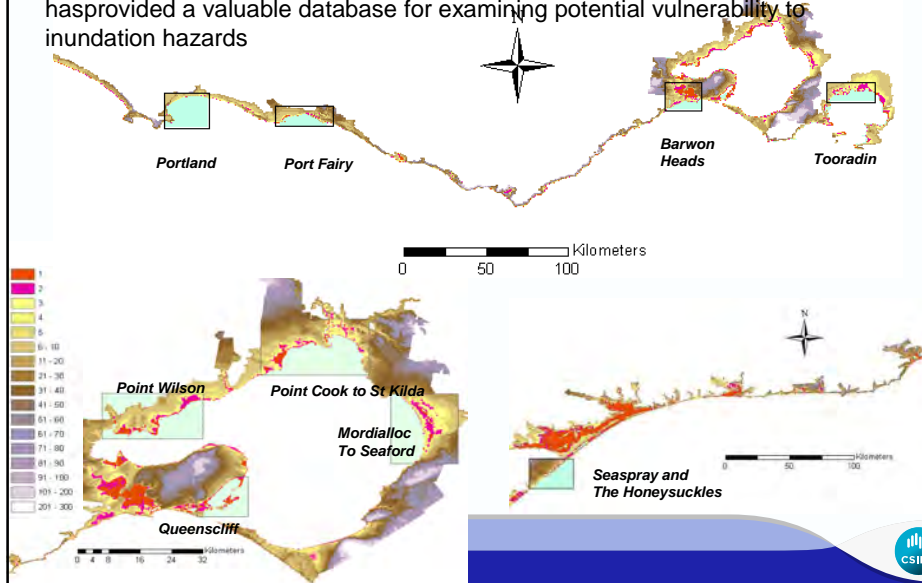 hasprovided a valuable database for examining potential vulnerability to
inundation hazards
N
Portland
Port Fairy
Barwon
Heads
Tooradin
Kilometers
0 50 100
1
2
3
4
5
6 - 10
11 - 20
21 - 30
31 - 40
41 - 50
51 - 60
61 - 70
71 - 80
81 - 90
91 - 100
101 - 200
201 - 300
Point Wilson
Point Cook to St Kilda
Mordialloc
To Seaford
Queenscliff
Kilometers
0 4 8 16 24 32
N
Seaspray and
The Honeysuckles
Kilometers
0 50 100